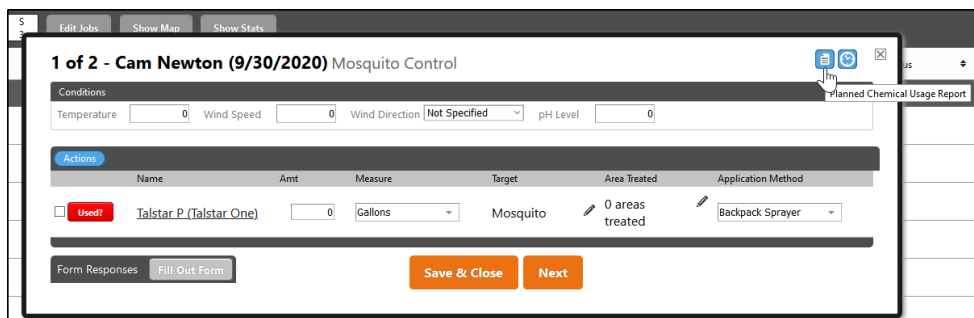 S
3
Edit Jobs Show Map Show Stats
1 of 2 - Cam Newton (9/30/2020) Mosquito Control
us
Planned Chemical Usage Report
Conditions
Temperature 0 Wind Speed 0 Wind Direction Not Specified pH Level 0
Actions
Name Amt Measure Target Area Treated Application Method
Used? Talstar P (Talstar One) 0 Gallons Mosquito 0 areas treated Backpack Sprayer
Form Responses Fill Out Form Save & Close Next